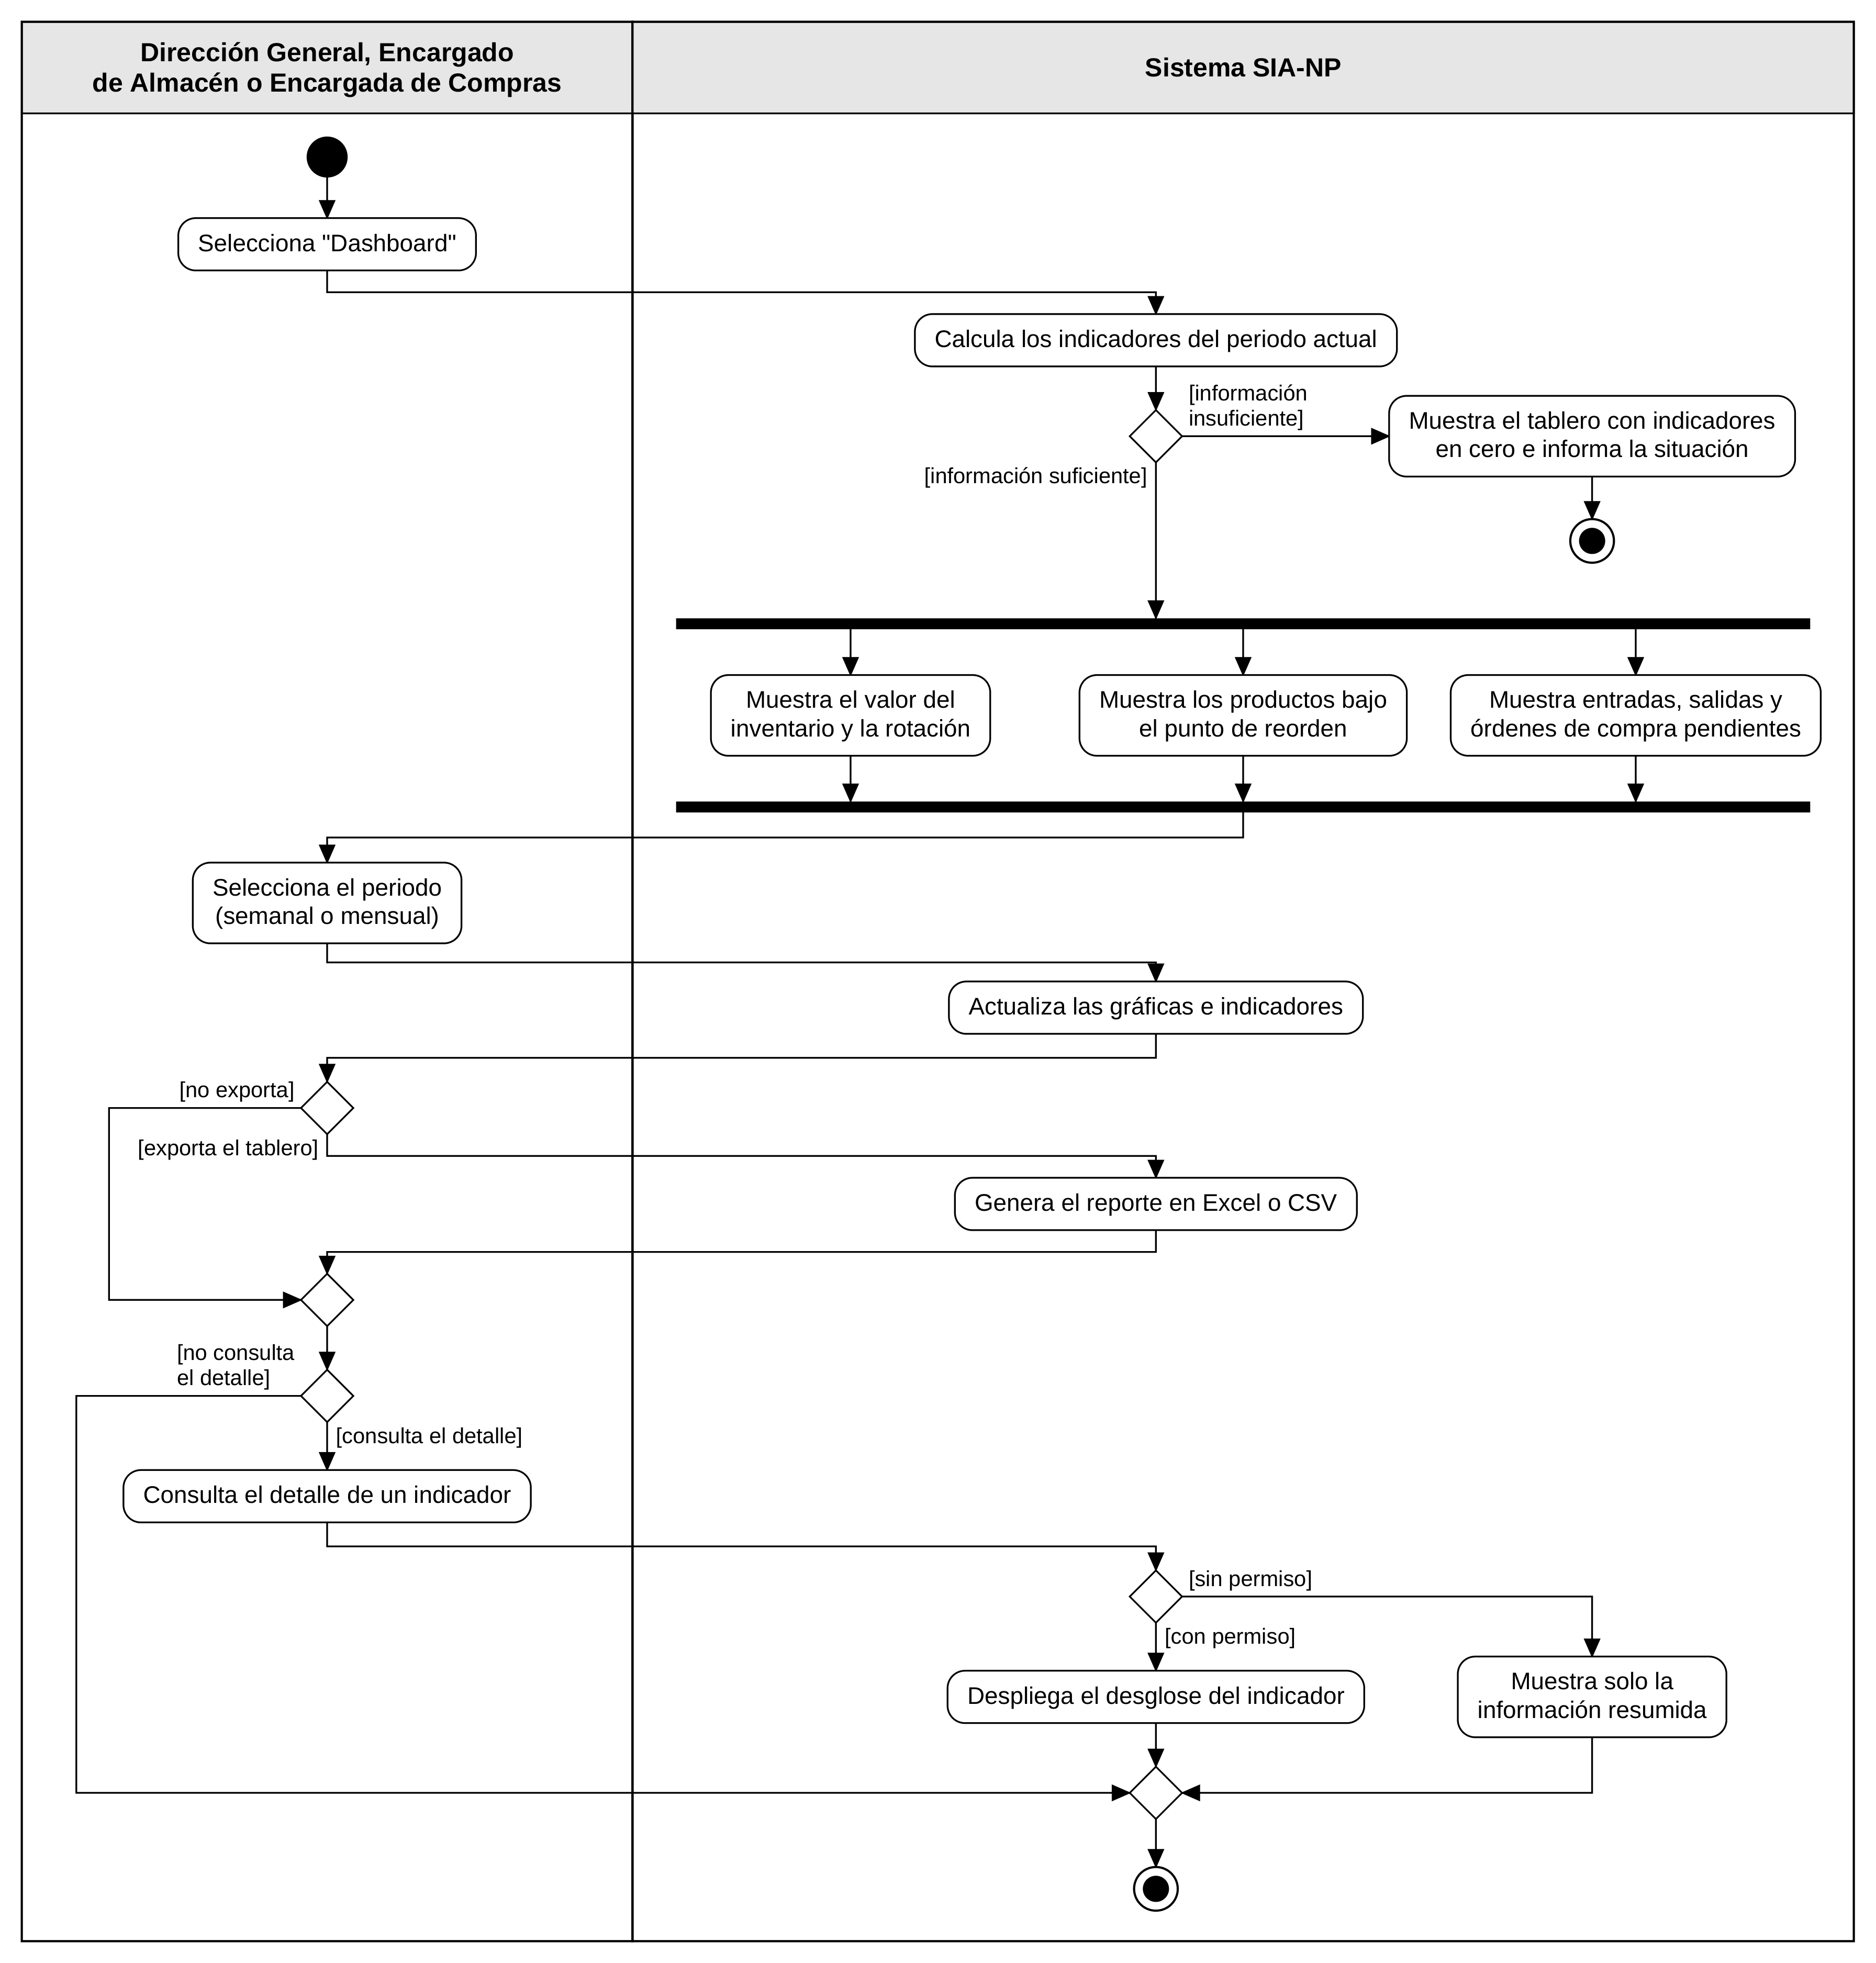 Dirección General, Encargado
de Almacén o Encargada de Compras
Sistema SIA-NP
Selecciona "Dashboard"
Calcula los indicadores del periodo actual
[información
insuficiente]
Muestra el tablero con indicadores
en cero e informa la situación
[información suficiente]
Muestra el valor del
inventario y la rotación
Muestra los productos bajo
el punto de reorden
Muestra entradas, salidas y
órdenes de compra pendientes
Selecciona el periodo
(semanal o mensual)
Actualiza las gráficas e indicadores
[no exporta]
[exporta el tablero]
Genera el reporte en Excel o CSV
[no consulta
el detalle]
[consulta el detalle]
Consulta el detalle de un indicador
[sin permiso]
[con permiso]
Despliega el desglose del indicador
Muestra solo la
información resumida